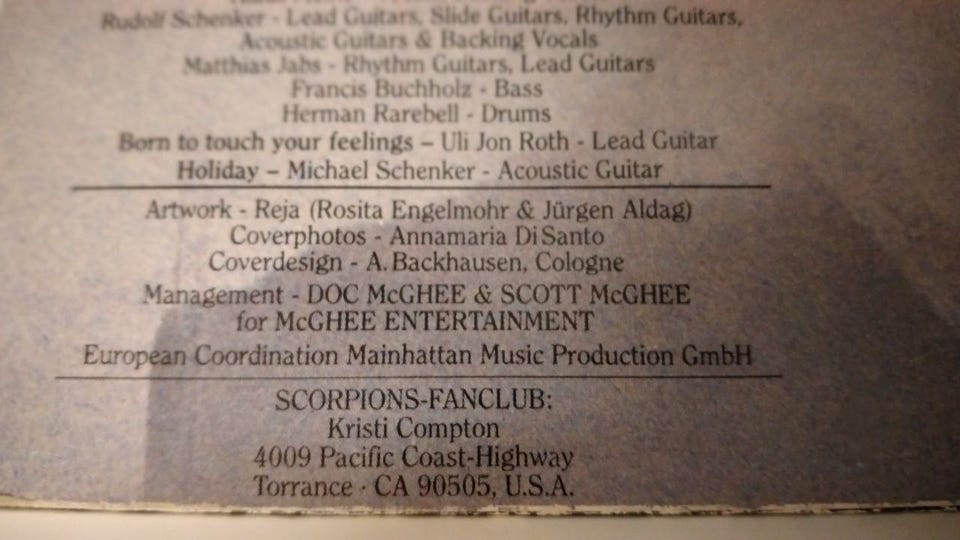 Rudolf Schenker - Lead Guitars, Slide Guitars, Rhythm Guitars,
Acoustic Guitars & Backing Vocals
Matthias Jabs - Rhythm Guitars, Lead Guitars
Francis Buchholz - Bass
Herman Rarebell - Drums
Born to touch your feelings – Uli Jon Roth - Lead Guitar
Holiday – Michael Schenker - Acoustic Guitar
Artwork - Reja (Rosita Engelmohr & Jürgen Aldag)
Coverphotos - Annamaria Di Santo
Coverdesign - A. Backhausen, Cologne
Management - DOC McGHEE & SCOTT McGHEE
for McGHEE ENTERTAINMENT
European Coordination Mainhattan Music Production GmbH
SCORPIONS-FANCLUB:
Kristi Compton
4009 Pacific Coast-Highway
Torrance · CA 90505, U.S.A.